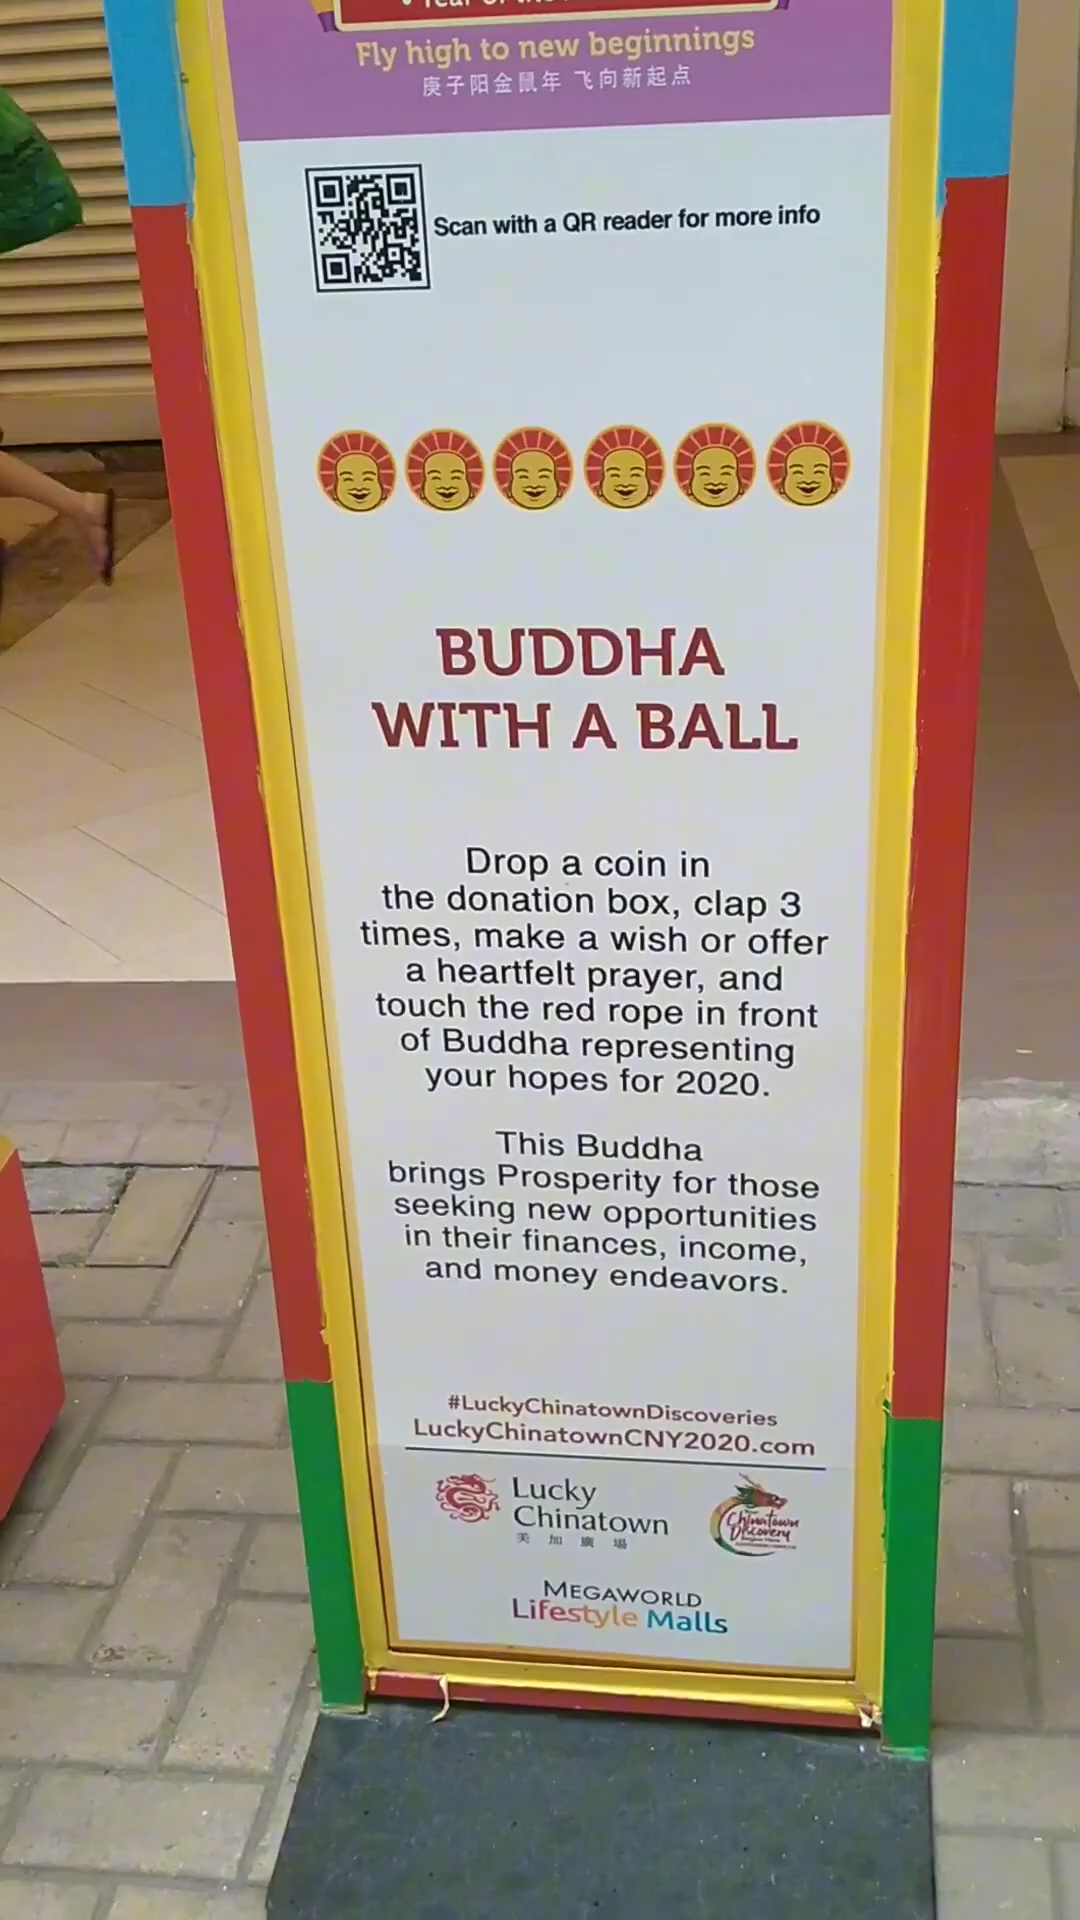 Fly high to new beginnings
庚子阳金鼠年 飞向新起点
Scan with a QR reader for more info
BUDDHA
WITH A BALL
Drop a coin in
the donation box, clap 3
times, make a wish or offer
a heartfelt prayer, and
touch the red rope in front
of Buddha representing
your hopes for 2020.
This Buddha
brings Prosperity for those
seeking new opportunities
in their finances, income,
and money endeavors.
#LuckyChinatownDiscoveries
LuckyChinatownCNY2020.com
Lucky
Chinatown
美加廣場
Chinatown
Discovery
MEGAWORLD
Lifestyle Malls